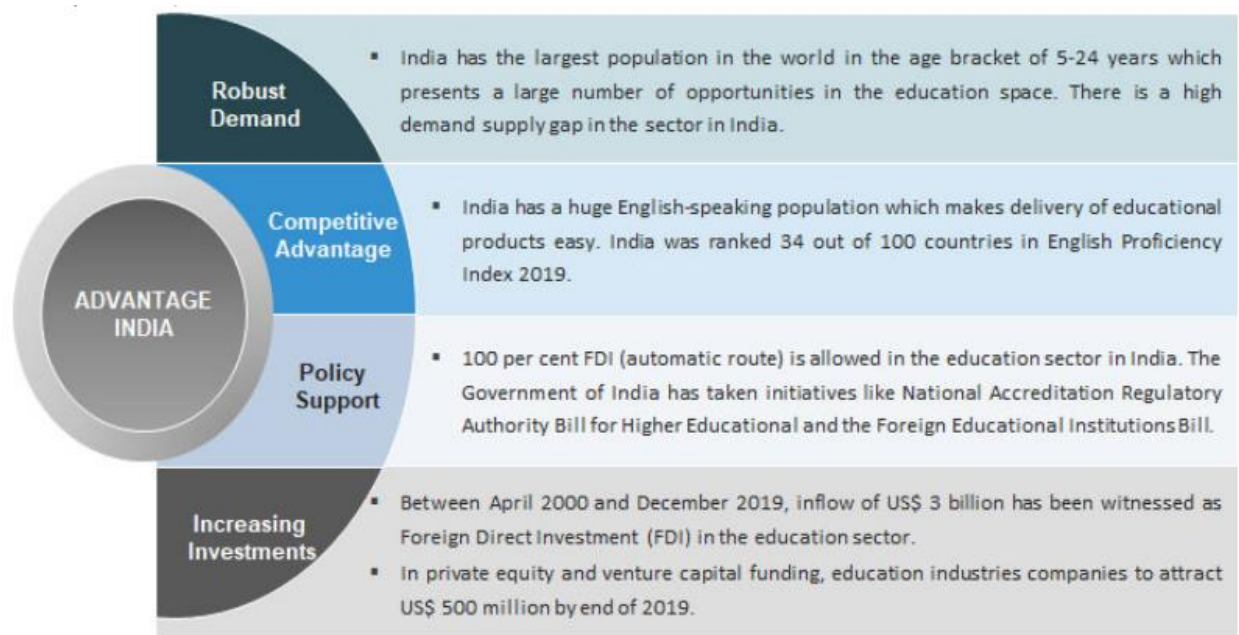 ADVANTAGE
INDIA
Robust
Demand
▪ India has the largest population in the world in the age bracket of 5-24 years which
presents a large number of opportunities in the education space. There is a high
demand supply gap in the sector in India.
Competitive
Advantage
▪ India has a huge English-speaking population which makes delivery of educational
products easy. India was ranked 34 out of 100 countries in English Proficiency
Index 2019.
Policy
Support
▪ 100 per cent FDI (automatic route) is allowed in the education sector in India. The
Government of India has taken initiatives like National Accreditation Regulatory
Authority Bill for Higher Educational and the Foreign Educational Institutions Bill.
Increasing
Investments
▪ Between April 2000 and December 2019, inflow of US$ 3 billion has been witnessed as
Foreign Direct Investment (FDI) in the education sector.
▪ In private equity and venture capital funding, education industries companies to attract
US$ 500 million by end of 2019.